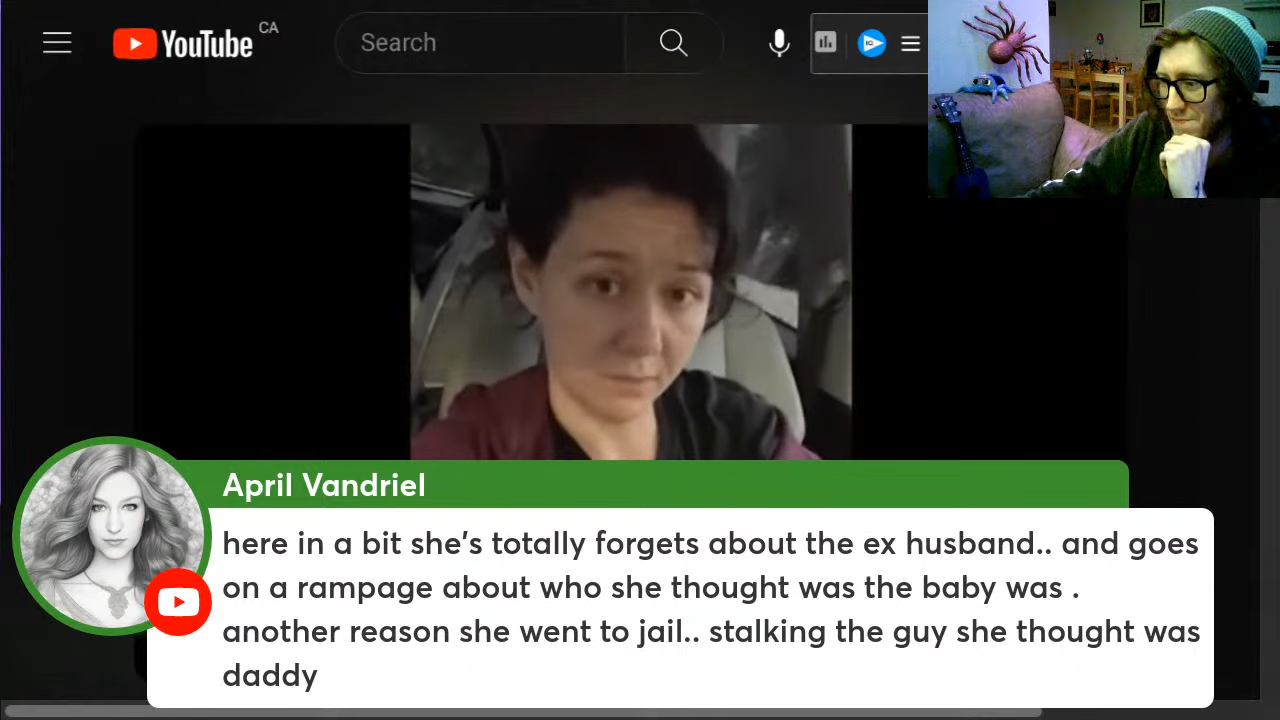 YouTube CA
Search
IG
April Vandriel
here in a bit she's totally forgets about the ex husband.. and goes
on a rampage about who she thought was the baby was .
another reason she went to jail.. stalking the guy she thought was
daddy